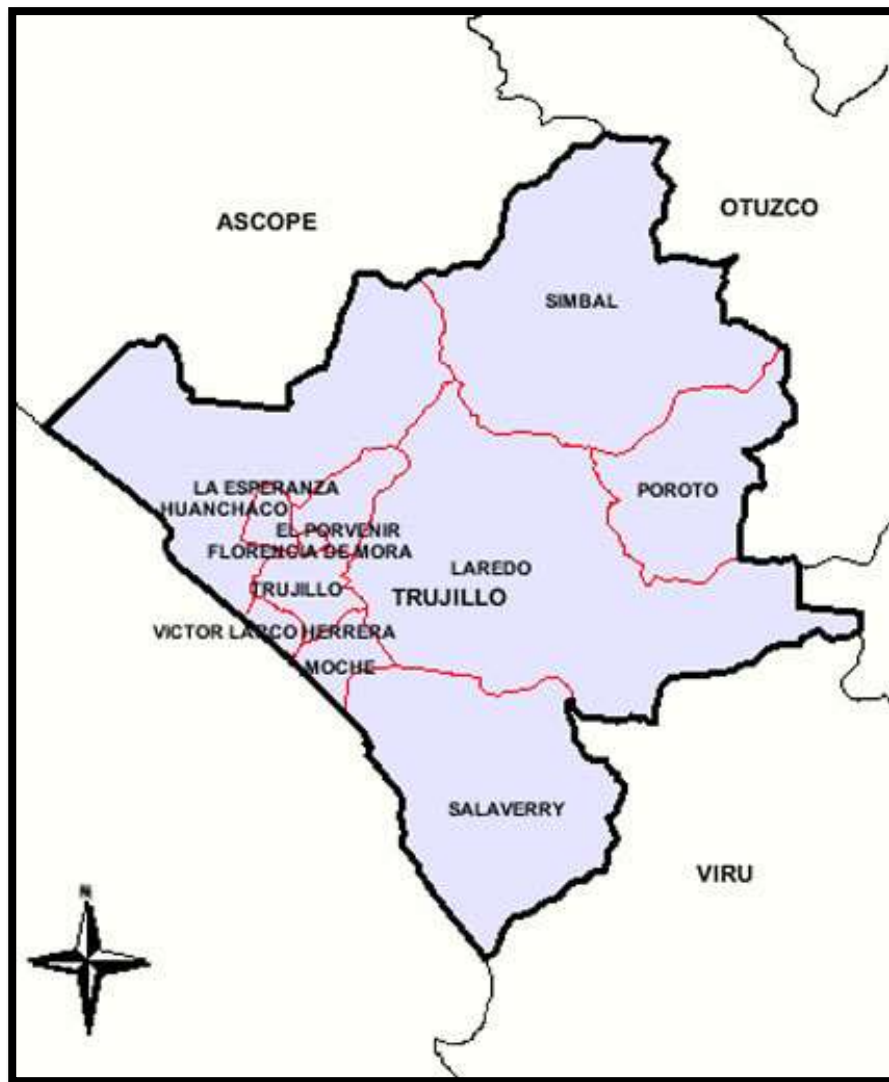 OTUZCO
ASCOPE
SIMBAL
LA ESPERANZA
POROTO
HUANCHACO
EL PORVENIR
FLORENCIA DE MORA
LAREDO
TRUJILLO
TRUJILLO
VICTOR LARCO HERRERA
MOCHE
SALAVERRY
VIRU
N